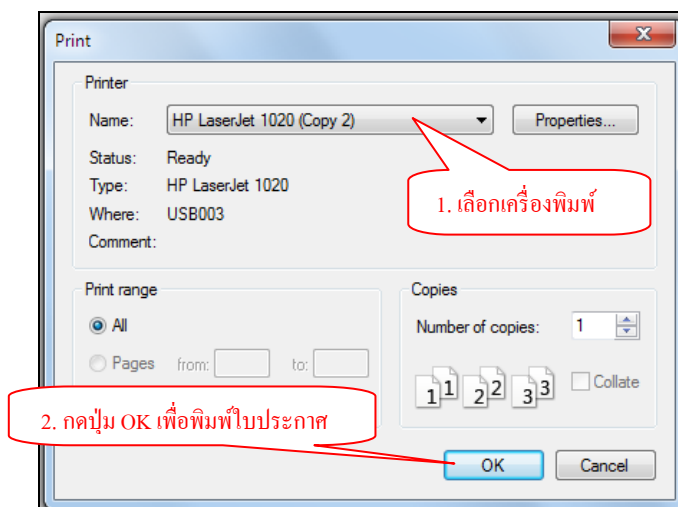 Print
Printer
Name: HP LaserJet 1020 (Copy 2) Properties...
Status: Ready
Type: HP LaserJet 1020
Where: USB003
Comment:
1. เลือกเครื่องพิมพ์
Print range
All
Pages from: to:
Copies
Number of copies: 1
1 1 2 2 3 3 Collate
2. กดปุ่ม OK เพื่อพิมพ์ใบประกาศ
OK Cancel